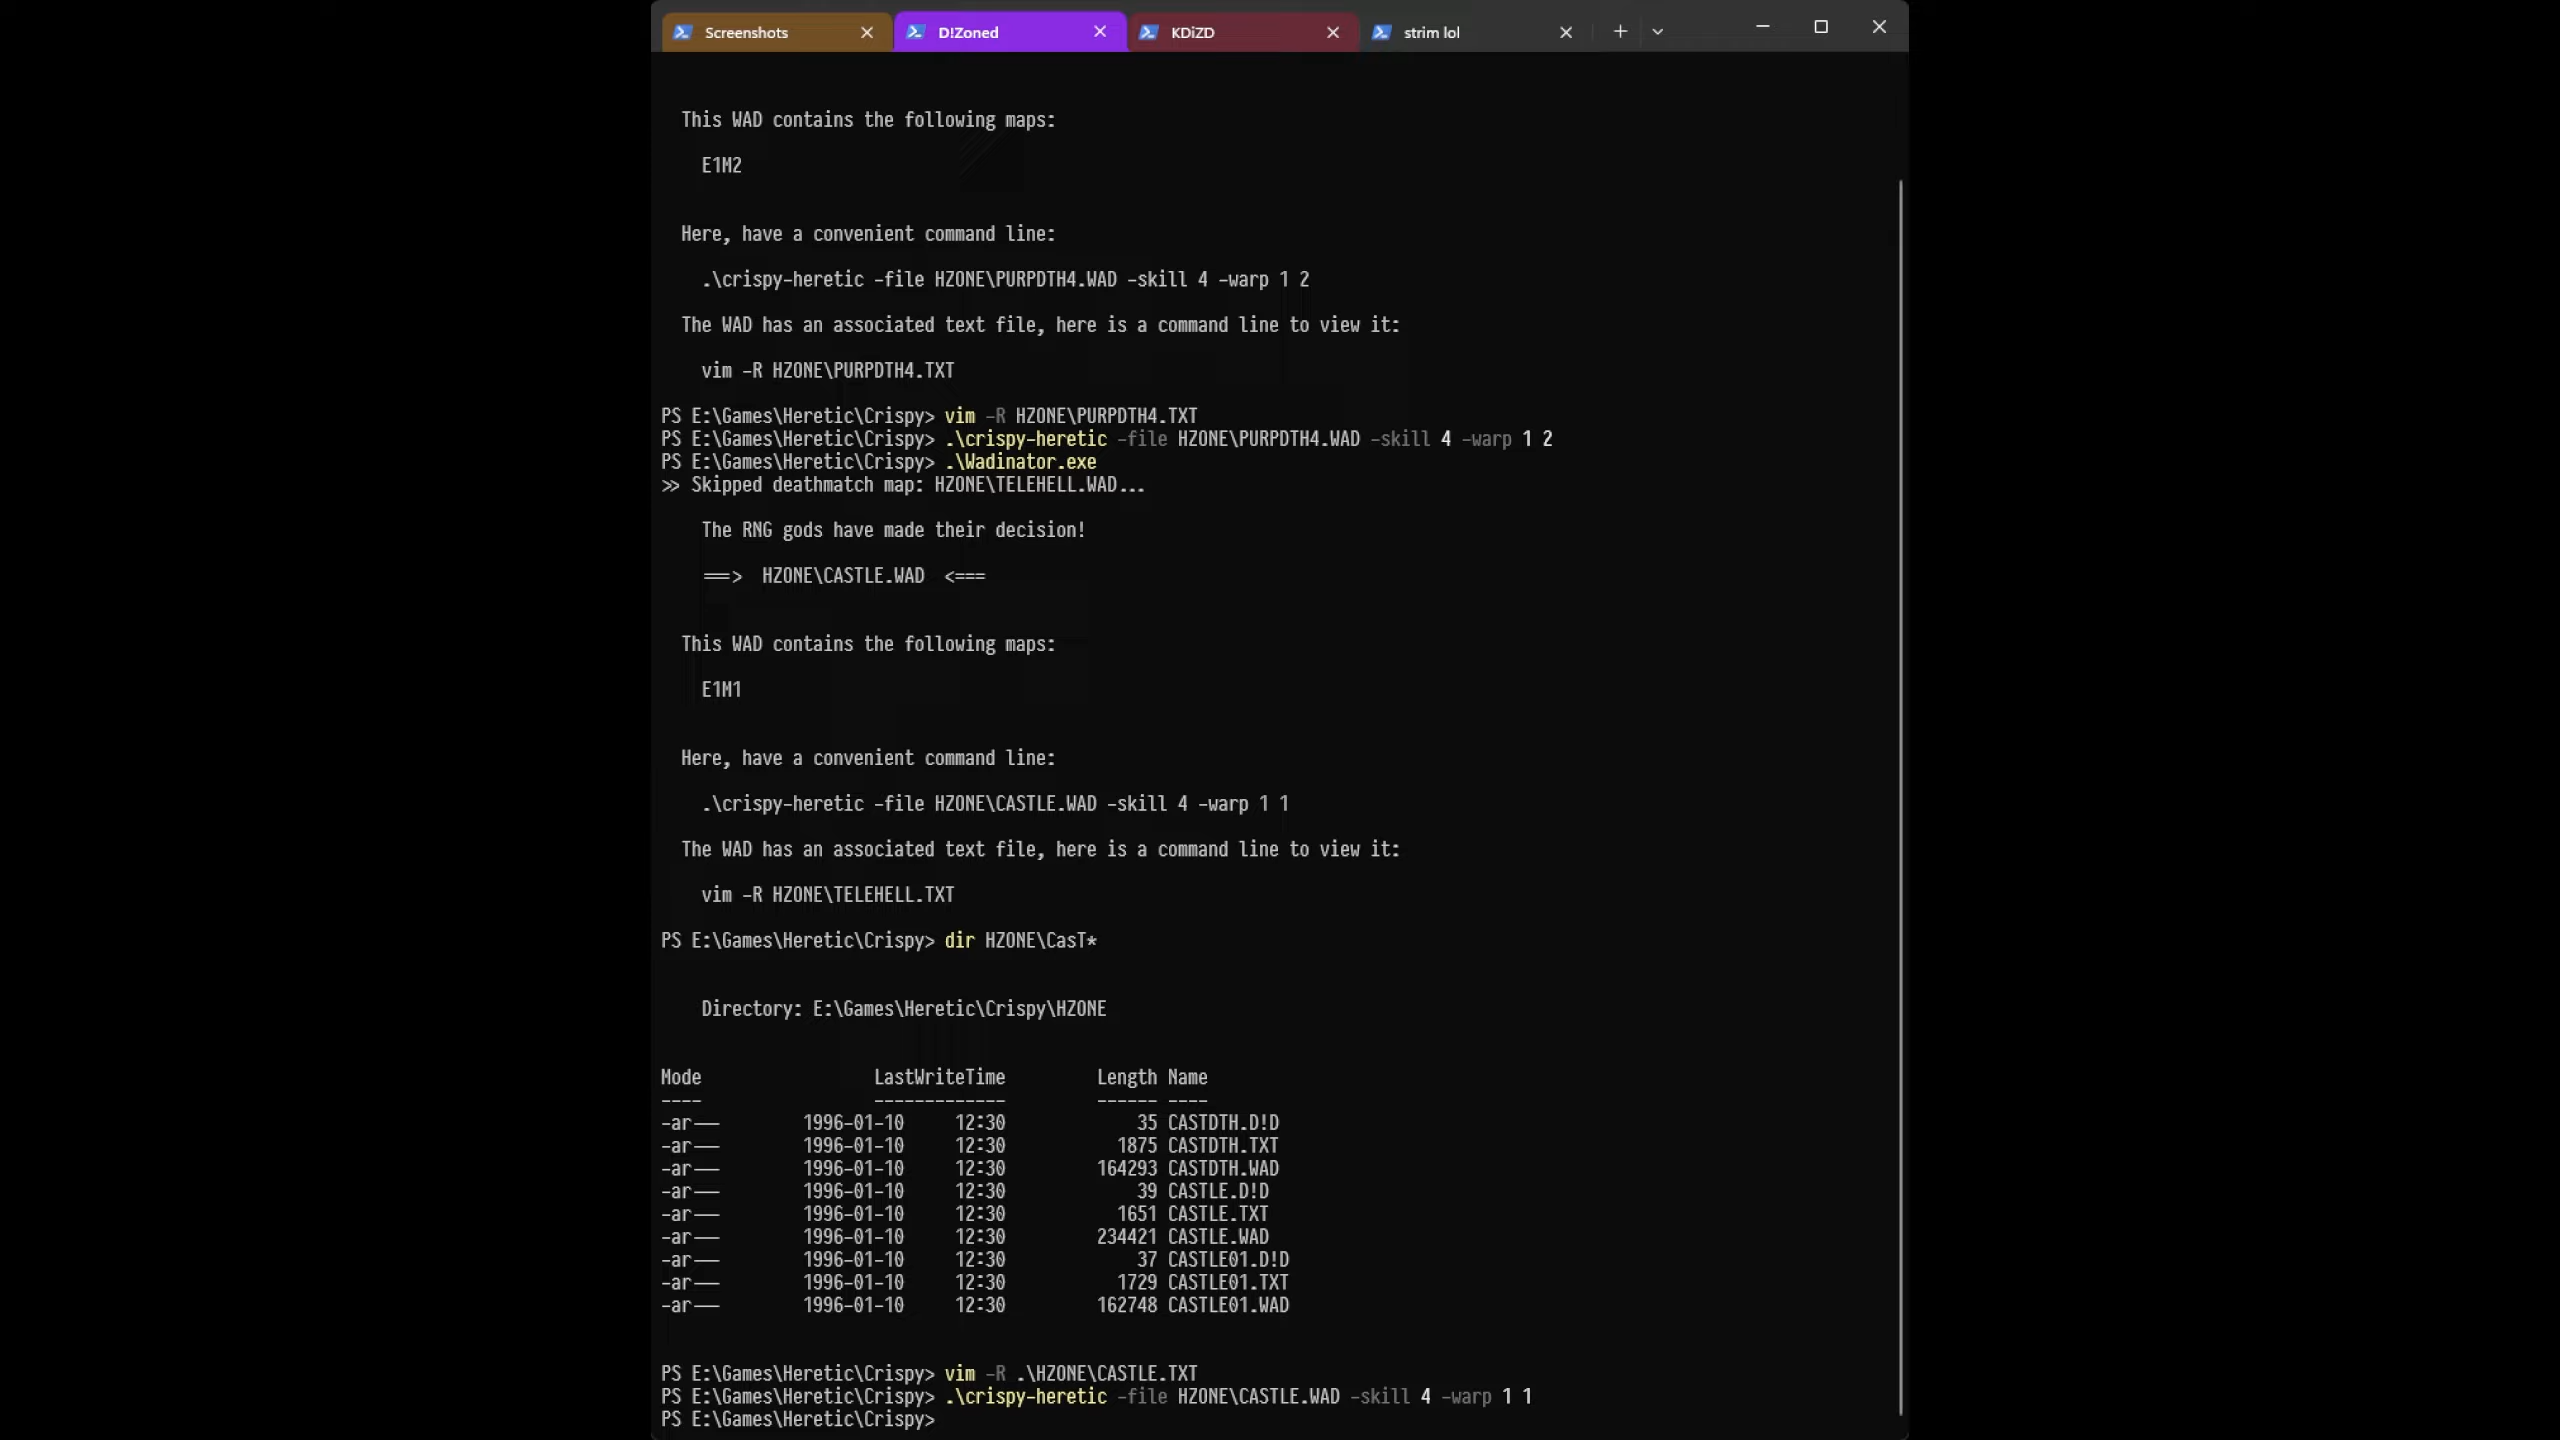 Screenshots D!Zoned KDiZD strim lol
This WAD contains the following maps:
E1M2
Here, have a convenient command line:
.\crispy-heretic -file HZONE\PURPDTH4.WAD -skill 4 -warp 1 2
The WAD has an associated text file, here is a command line to view it:
vim -R HZONE\PURPDTH4.TXT
PS E:\Games\Heretic\Crispy> vim -R HZONE\PURPDTH4.TXT
PS E:\Games\Heretic\Crispy> .\crispy-heretic -file HZONE\PURPDTH4.WAD -skill 4 -warp 1 2
PS E:\Games\Heretic\Crispy> .\Wadinator.exe
>> Skipped deathmatch map: HZONE\TELEHELL.WAD...
The RNG gods have made their decision!
===> HZONE\CASTLE.WAD <===
This WAD contains the following maps:
E1M1
Here, have a convenient command line:
.\crispy-heretic -file HZONE\CASTLE.WAD -skill 4 -warp 1 1
The WAD has an associated text file, here is a command line to view it:
vim -R HZONE\TELEHELL.TXT
PS E:\Games\Heretic\Crispy> dir HZONE\CasT*
Directory: E:\Games\Heretic\Crispy\HZONE
Mode LastWriteTime Length Name
---- ------------- ------ ----
-ar-- 1996-01-10 12:30 35 CASTDTH.D!D
-ar-- 1996-01-10 12:30 1875 CASTDTH.TXT
-ar-- 1996-01-10 12:30 164293 CASTDTH.WAD
-ar-- 1996-01-10 12:30 39 CASTLE.D!D
-ar-- 1996-01-10 12:30 1651 CASTLE.TXT
-ar-- 1996-01-10 12:30 234421 CASTLE.WAD
-ar-- 1996-01-10 12:30 37 CASTLE01.D!D
-ar-- 1996-01-10 12:30 1729 CASTLE01.TXT
-ar-- 1996-01-10 12:30 162748 CASTLE01.WAD
PS E:\Games\Heretic\Crispy> vim -R .\HZONE\CASTLE.TXT
PS E:\Games\Heretic\Crispy> .\crispy-heretic -file HZONE\CASTLE.WAD -skill 4 -warp 1 1
PS E:\Games\Heretic\Crispy>